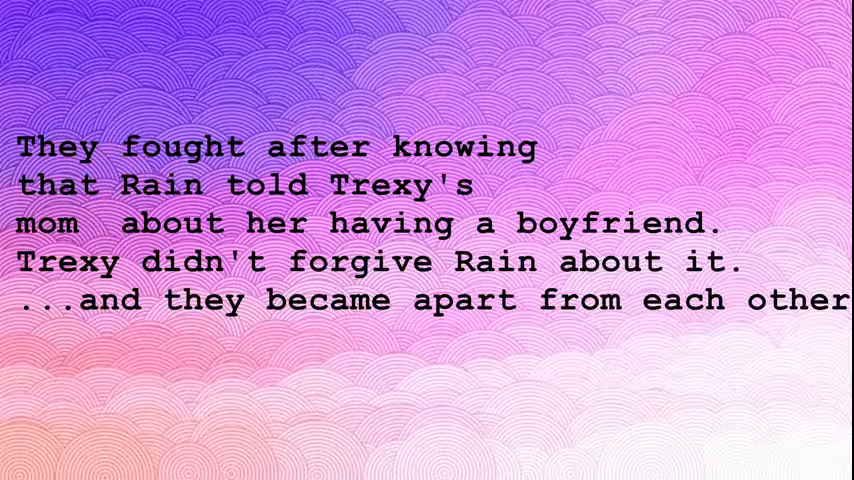 They fought after knowing
that Rain told Trexy's
mom  about her having a boyfriend.
Trexy didn't forgive Rain about it.
...and they became apart from each other